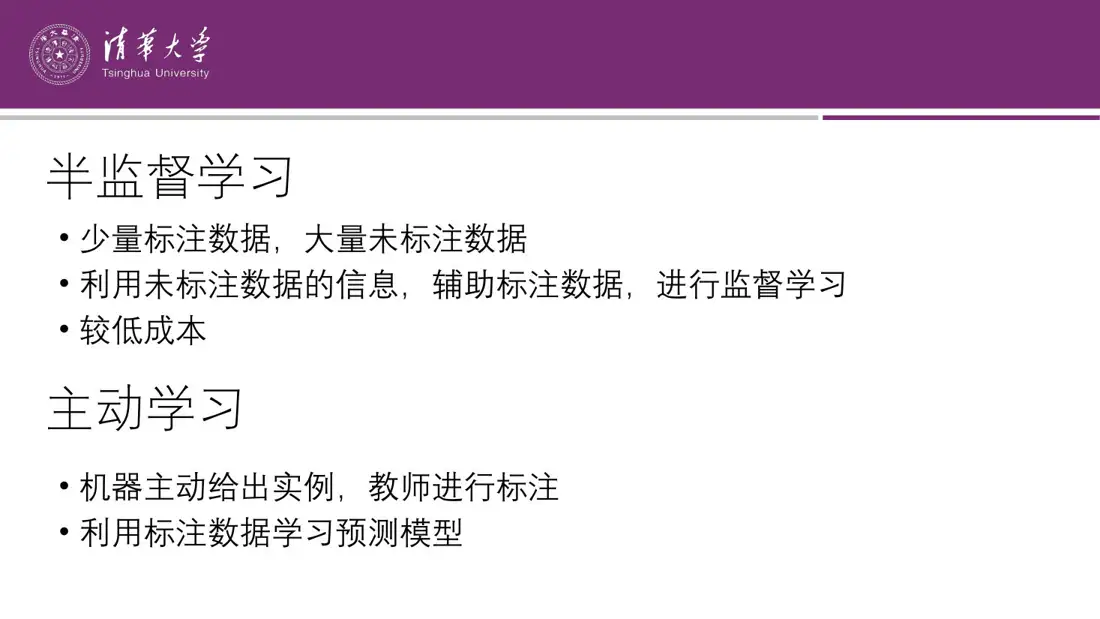 清华大学
Tsinghua University
半监督学习
• 少量标注数据，大量未标注数据
• 利用未标注数据的信息，辅助标注数据，进行监督学习
• 较低成本
主动学习
• 机器主动给出实例，教师进行标注
• 利用标注数据学习预测模型